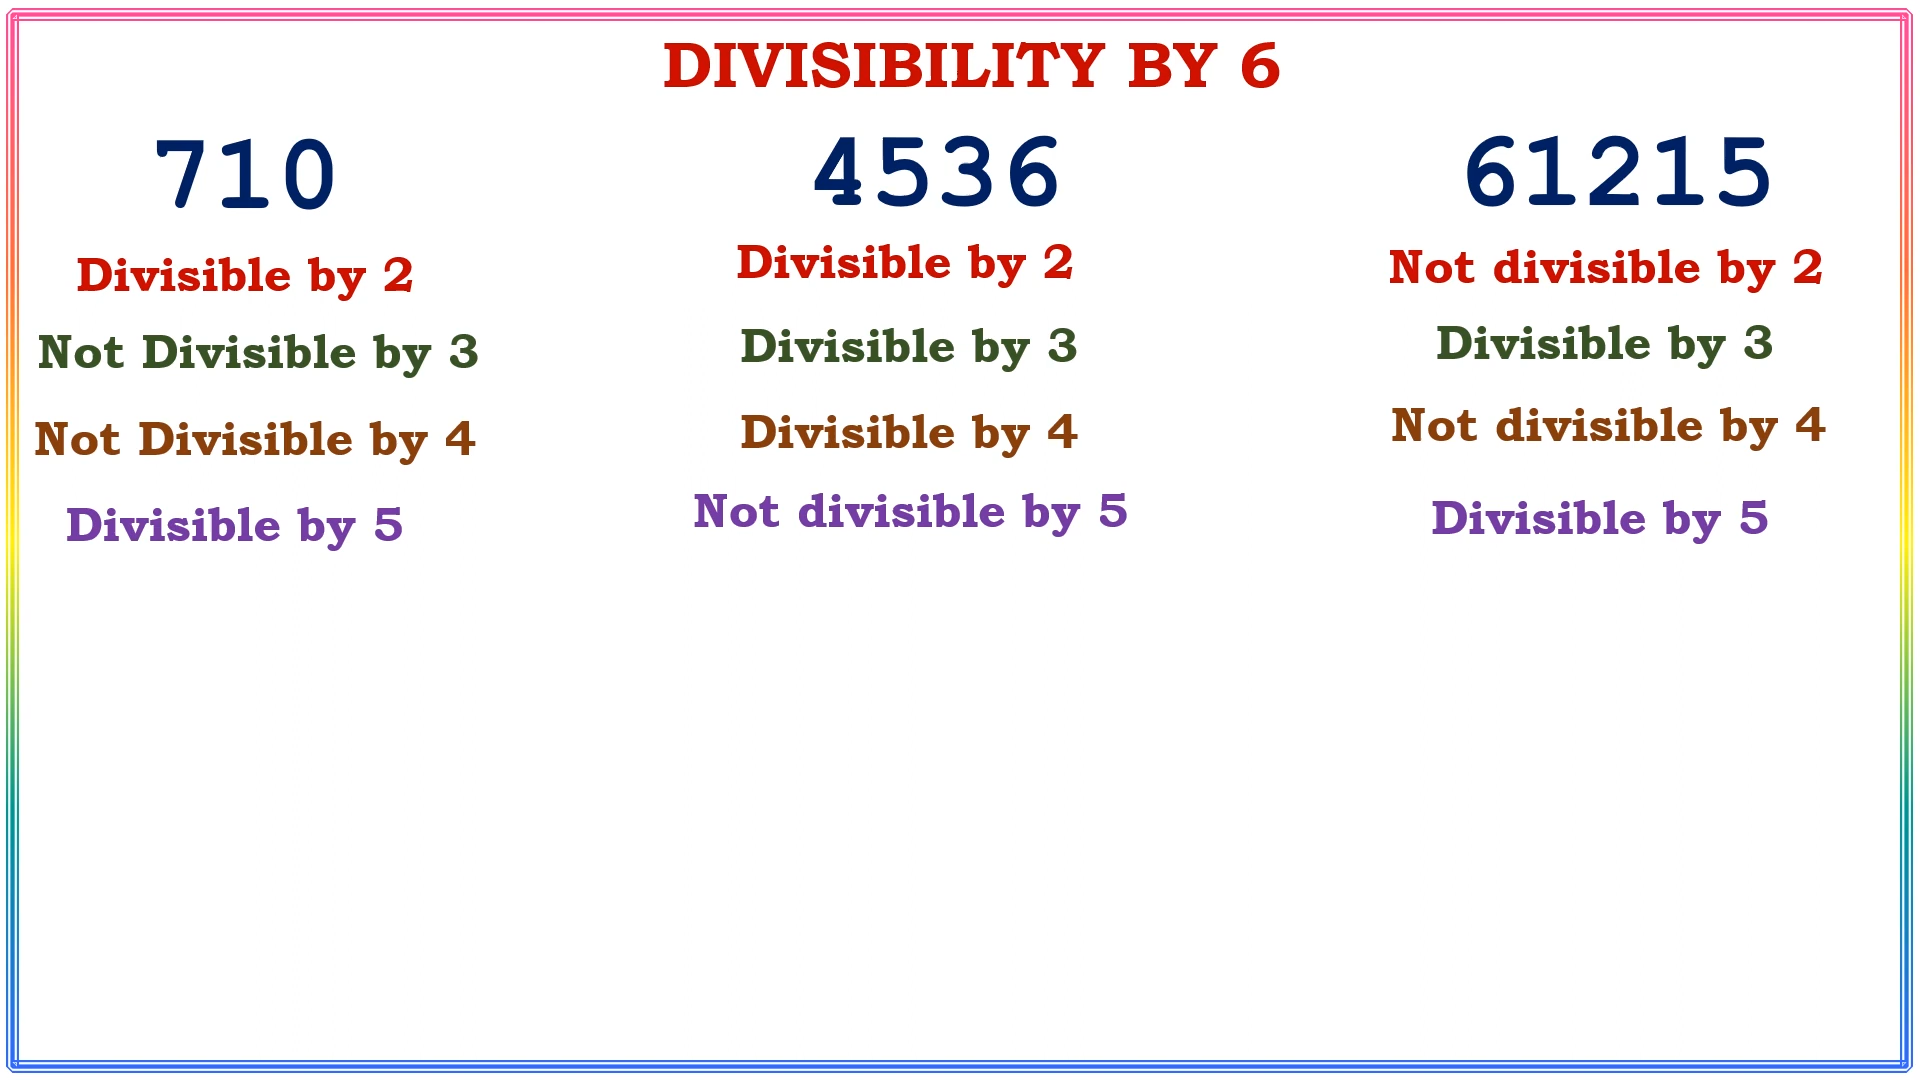 DIVISIBILITY BY 6
710
Divisible by 2
Not Divisible by 3
Not Divisible by 4
Divisible by 5
4536
Divisible by 2
Divisible by 3
Divisible by 4
Not divisible by 5
61215
Not divisible by 2
Divisible by 3
Not divisible by 4
Divisible by 5